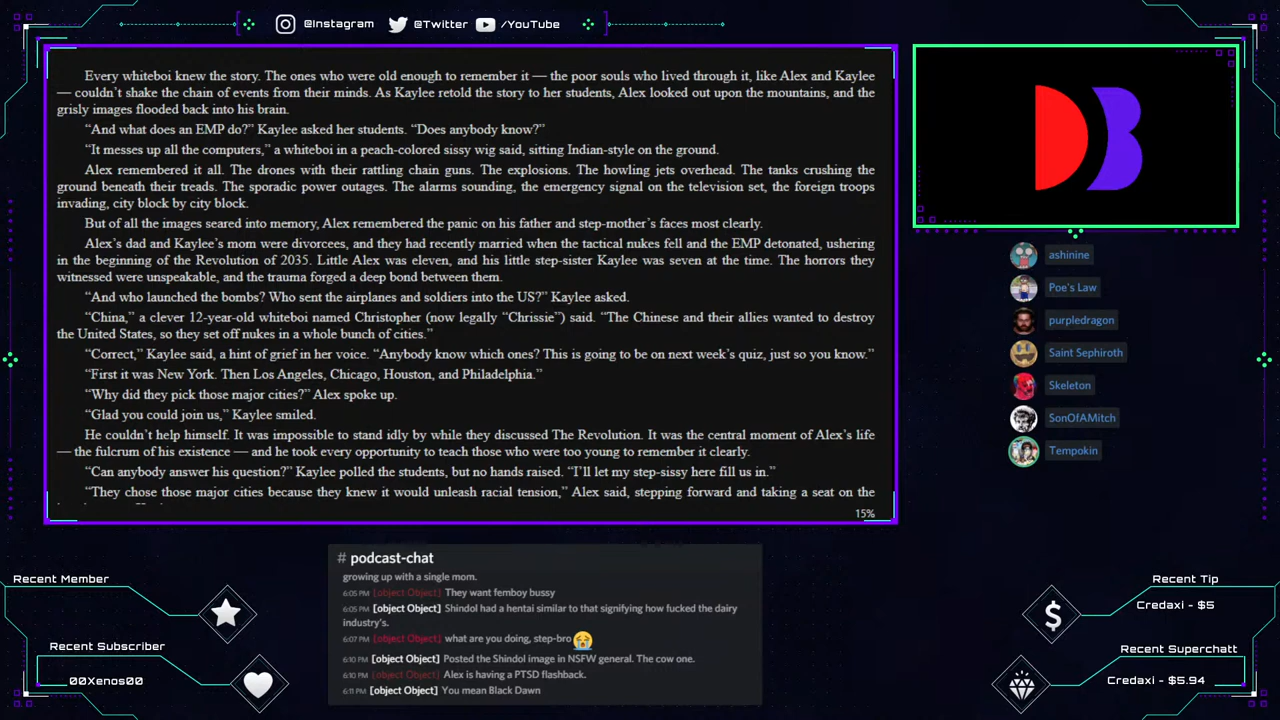 @Instagram @Twitter /YouTube
Every whiteboi knew the story. The ones who were old enough to remember it — the poor souls who lived through it, like Alex and Kaylee
— couldn't shake the chain of events from their minds. As Kaylee retold the story to her students, Alex looked out upon the mountains, and the
grisly images flooded back into his brain.
“And what does an EMP do?” Kaylee asked her students. “Does anybody know?”
“It messes up all the computers,” a whiteboi in a peach-colored sissy wig said, sitting Indian-style on the ground.
Alex remembered it all. The drones with their rattling chain guns. The explosions. The howling jets overhead. The tanks crushing the
ground beneath their treads. The sporadic power outages. The alarms sounding, the emergency signal on the television set, the foreign troops
invading, city block by city block.
But of all the images seared into memory, Alex remembered the panic on his father and step-mother's faces most clearly.
Alex's dad and Kaylee's mom were divorcees, and they had recently married when the tactical nukes fell and the EMP detonated, ushering
in the beginning of the Revolution of 2035. Little Alex was eleven, and his little step-sister Kaylee was seven at the time. The horrors they
witnessed were unspeakable, and the trauma forged a deep bond between them.
“And who launched the bombs? Who sent the airplanes and soldiers into the US?” Kaylee asked.
“China,” a clever 12-year-old whiteboi named Christopher (now legally “Chrissie”) said. “The Chinese and their allies wanted to destroy
the United States, so they set off nukes in a whole bunch of cities.”
“Correct,” Kaylee said, a hint of grief in her voice. “Anybody know which ones? This is going to be on next week's quiz, just so you know.”
“First it was New York. Then Los Angeles, Chicago, Houston, and Philadelphia.”
“Why did they pick those major cities?” Alex spoke up.
“Glad you could join us,” Kaylee smiled.
He couldn't help himself. It was impossible to stand idly by while they discussed The Revolution. It was the central moment of Alex's life
— the fulcrum of his existence — and he took every opportunity to teach those who were too young to remember it clearly.
“Can anybody answer his question?” Kaylee polled the students, but no hands raised. “I'll let my step-sissy here fill us in.”
“They chose those major cities because they knew it would unleash racial tension,” Alex said, stepping forward and taking a seat on the
15%
DB
ashinine
Poe's Law
purpledragon
Saint Sephiroth
Skeleton
SonOfAMitch
Tempokin
# podcast-chat
growing up with a single mom.
6:05 PM [object Object] They want femboy bussy
6:05 PM [object Object] Shindol had a hentai similar to that signifying how fucked the dairy
industry's.
6:07 PM [object Object] what are you doing, step-bro
6:10 PM [object Object] Posted the Shindol image in NSFW general. The cow one.
6:10 PM [object Object] Alex is having a PTSD flashback.
6:11 PM [object Object] You mean Black Dawn
Recent Member
Recent Subscriber
00Xenos00
Recent Tip
Credaxi - $5
Recent Superchatt
Credaxi - $5.94